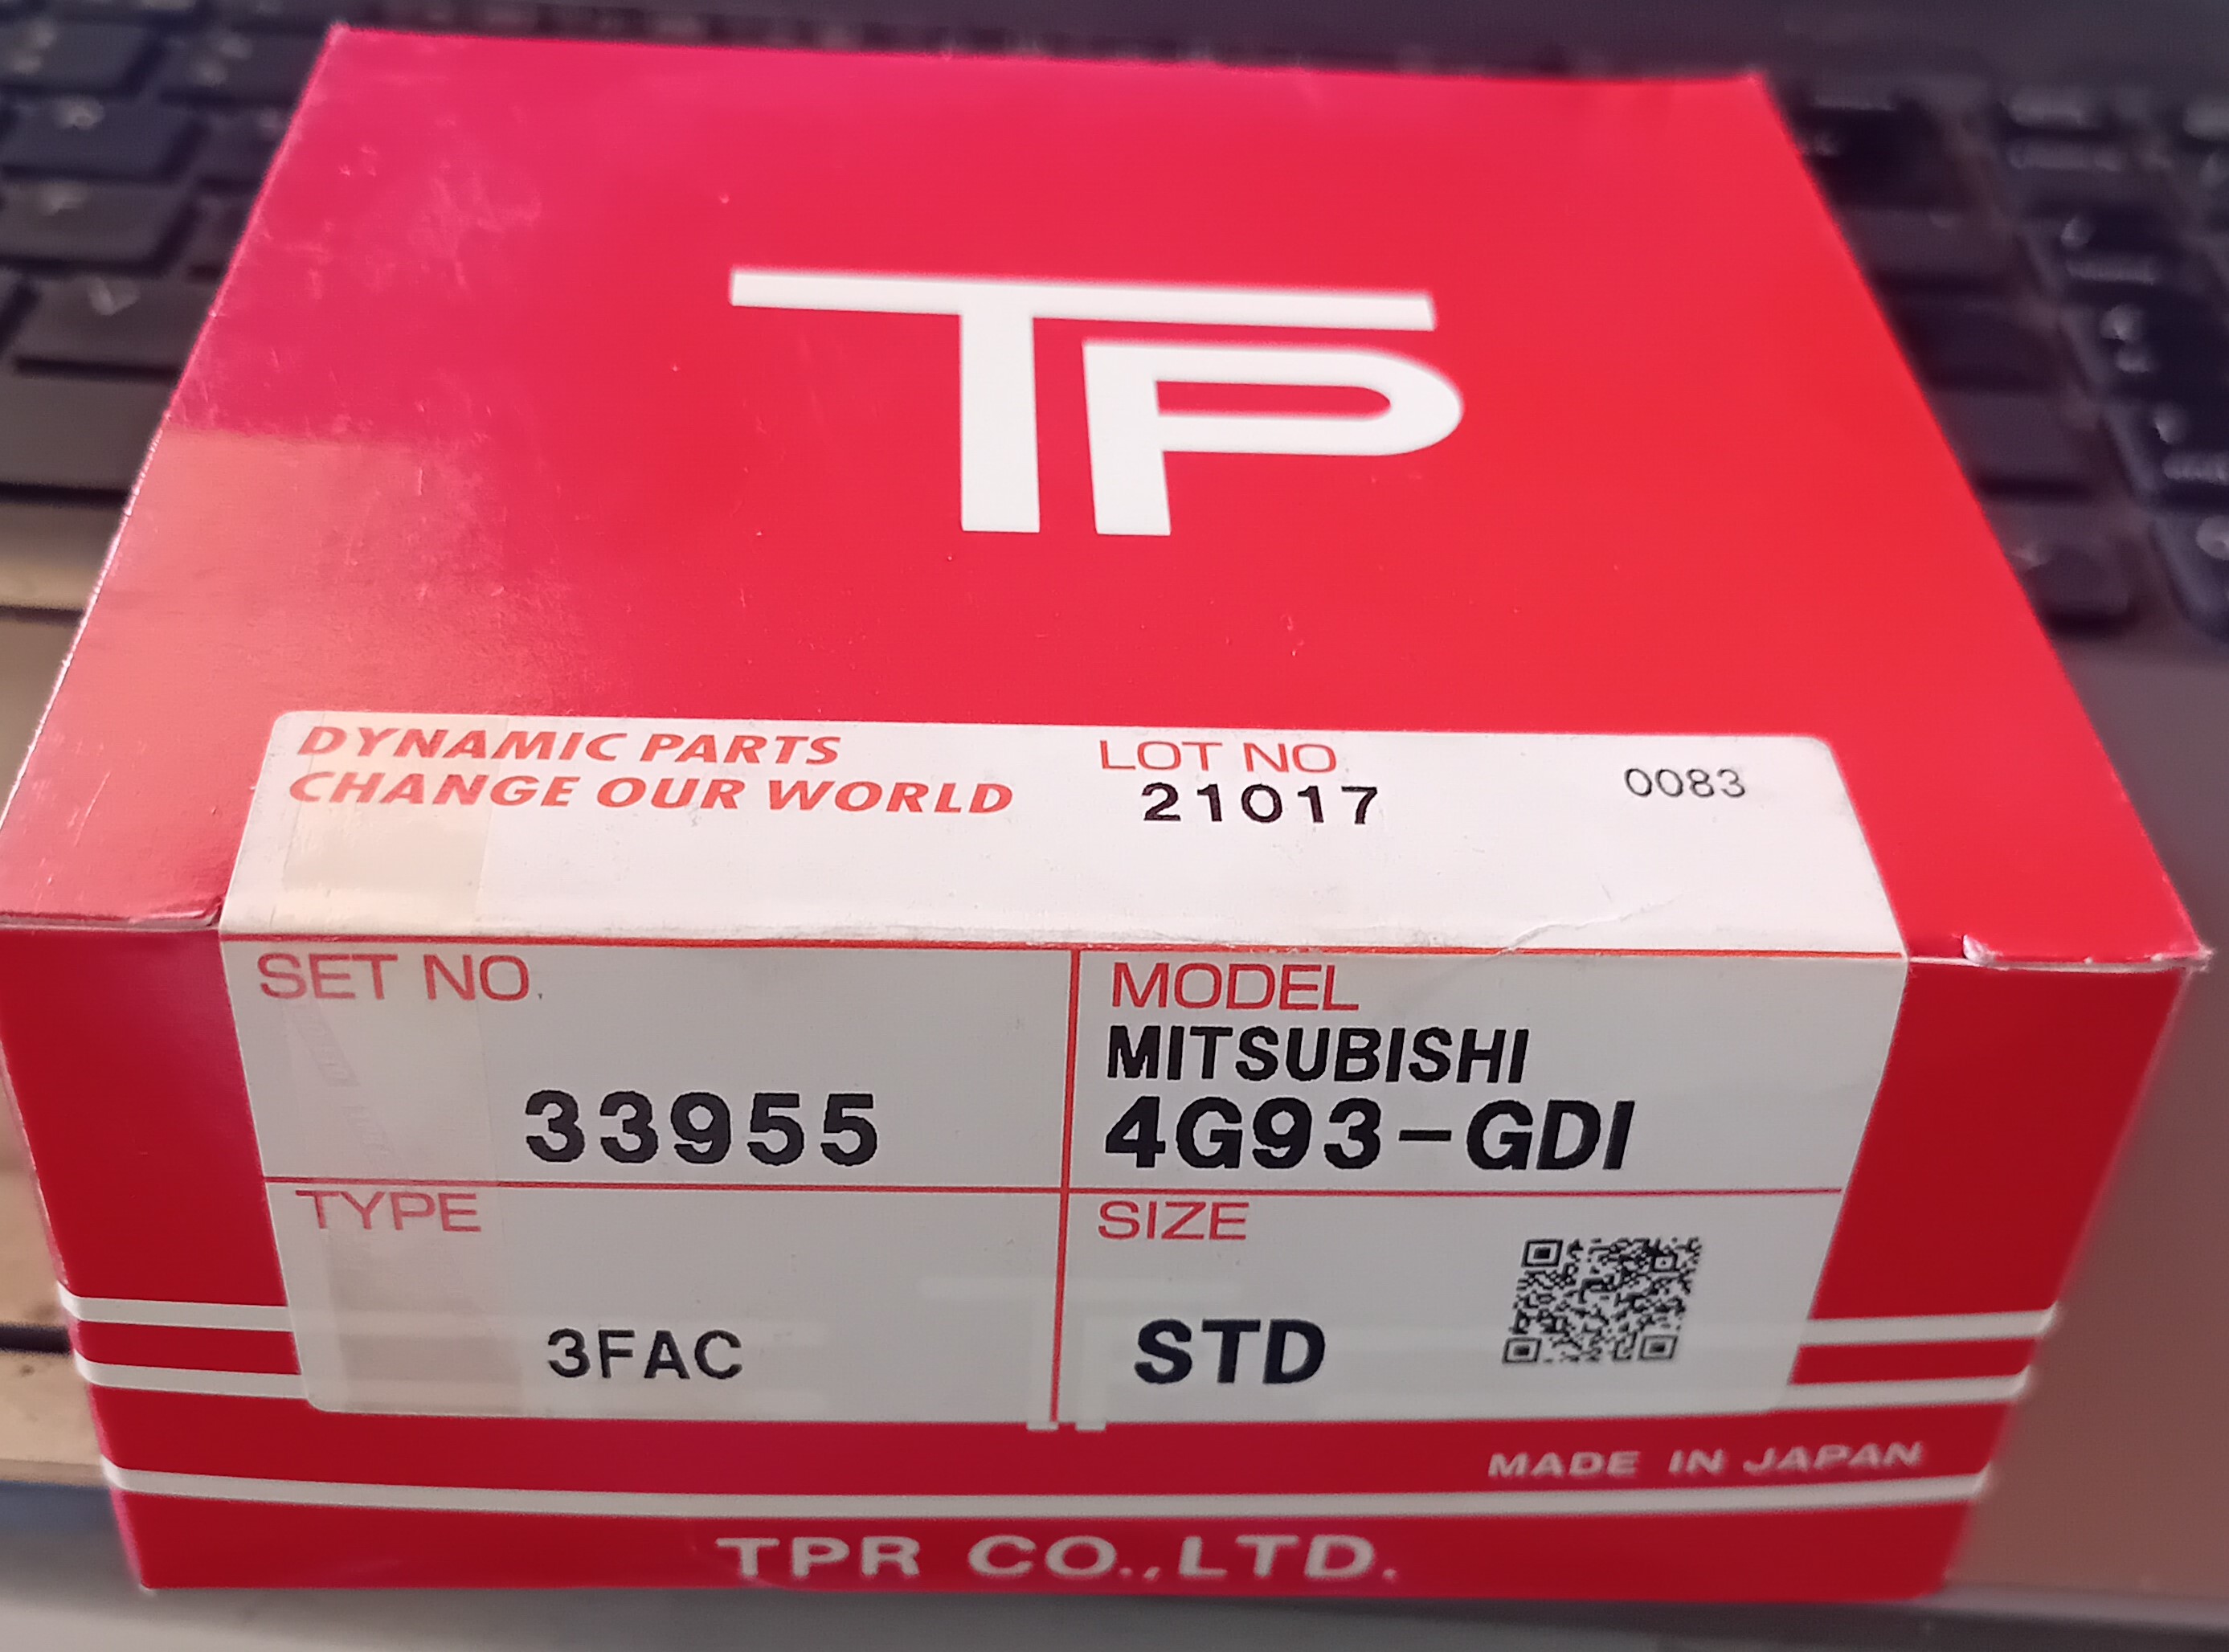 TP
DYNAMIC PARTS
CHANGE OUR WORLD
LOT NO
21017
0083
SET NO.
33955
MODEL
MITSUBISHI
4G93-GDI
TYPE
3FAC
SIZE
STD
MADE IN JAPAN
TPR CO.,LTD.